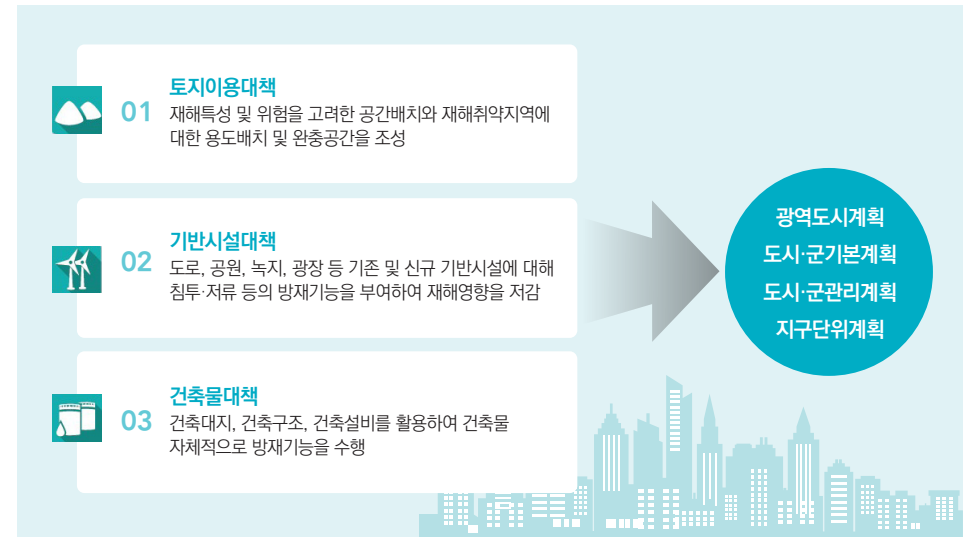 01
토지이용대책
재해특성 및 위험을 고려한 공간배치와 재해취약지역에
대한 용도배치 및 완충공간을 조성
02
기반시설대책
도로, 공원, 녹지, 광장 등 기존 및 신규 기반시설에 대해
침투·저류 등의 방재기능을 부여하여 재해영향을 저감
03
건축물대책
건축대지, 건축구조, 건축설비를 활용하여 건축물
자체적으로 방재기능을 수행
광역도시계획
도시·군기본계획
도시·군관리계획
지구단위계획